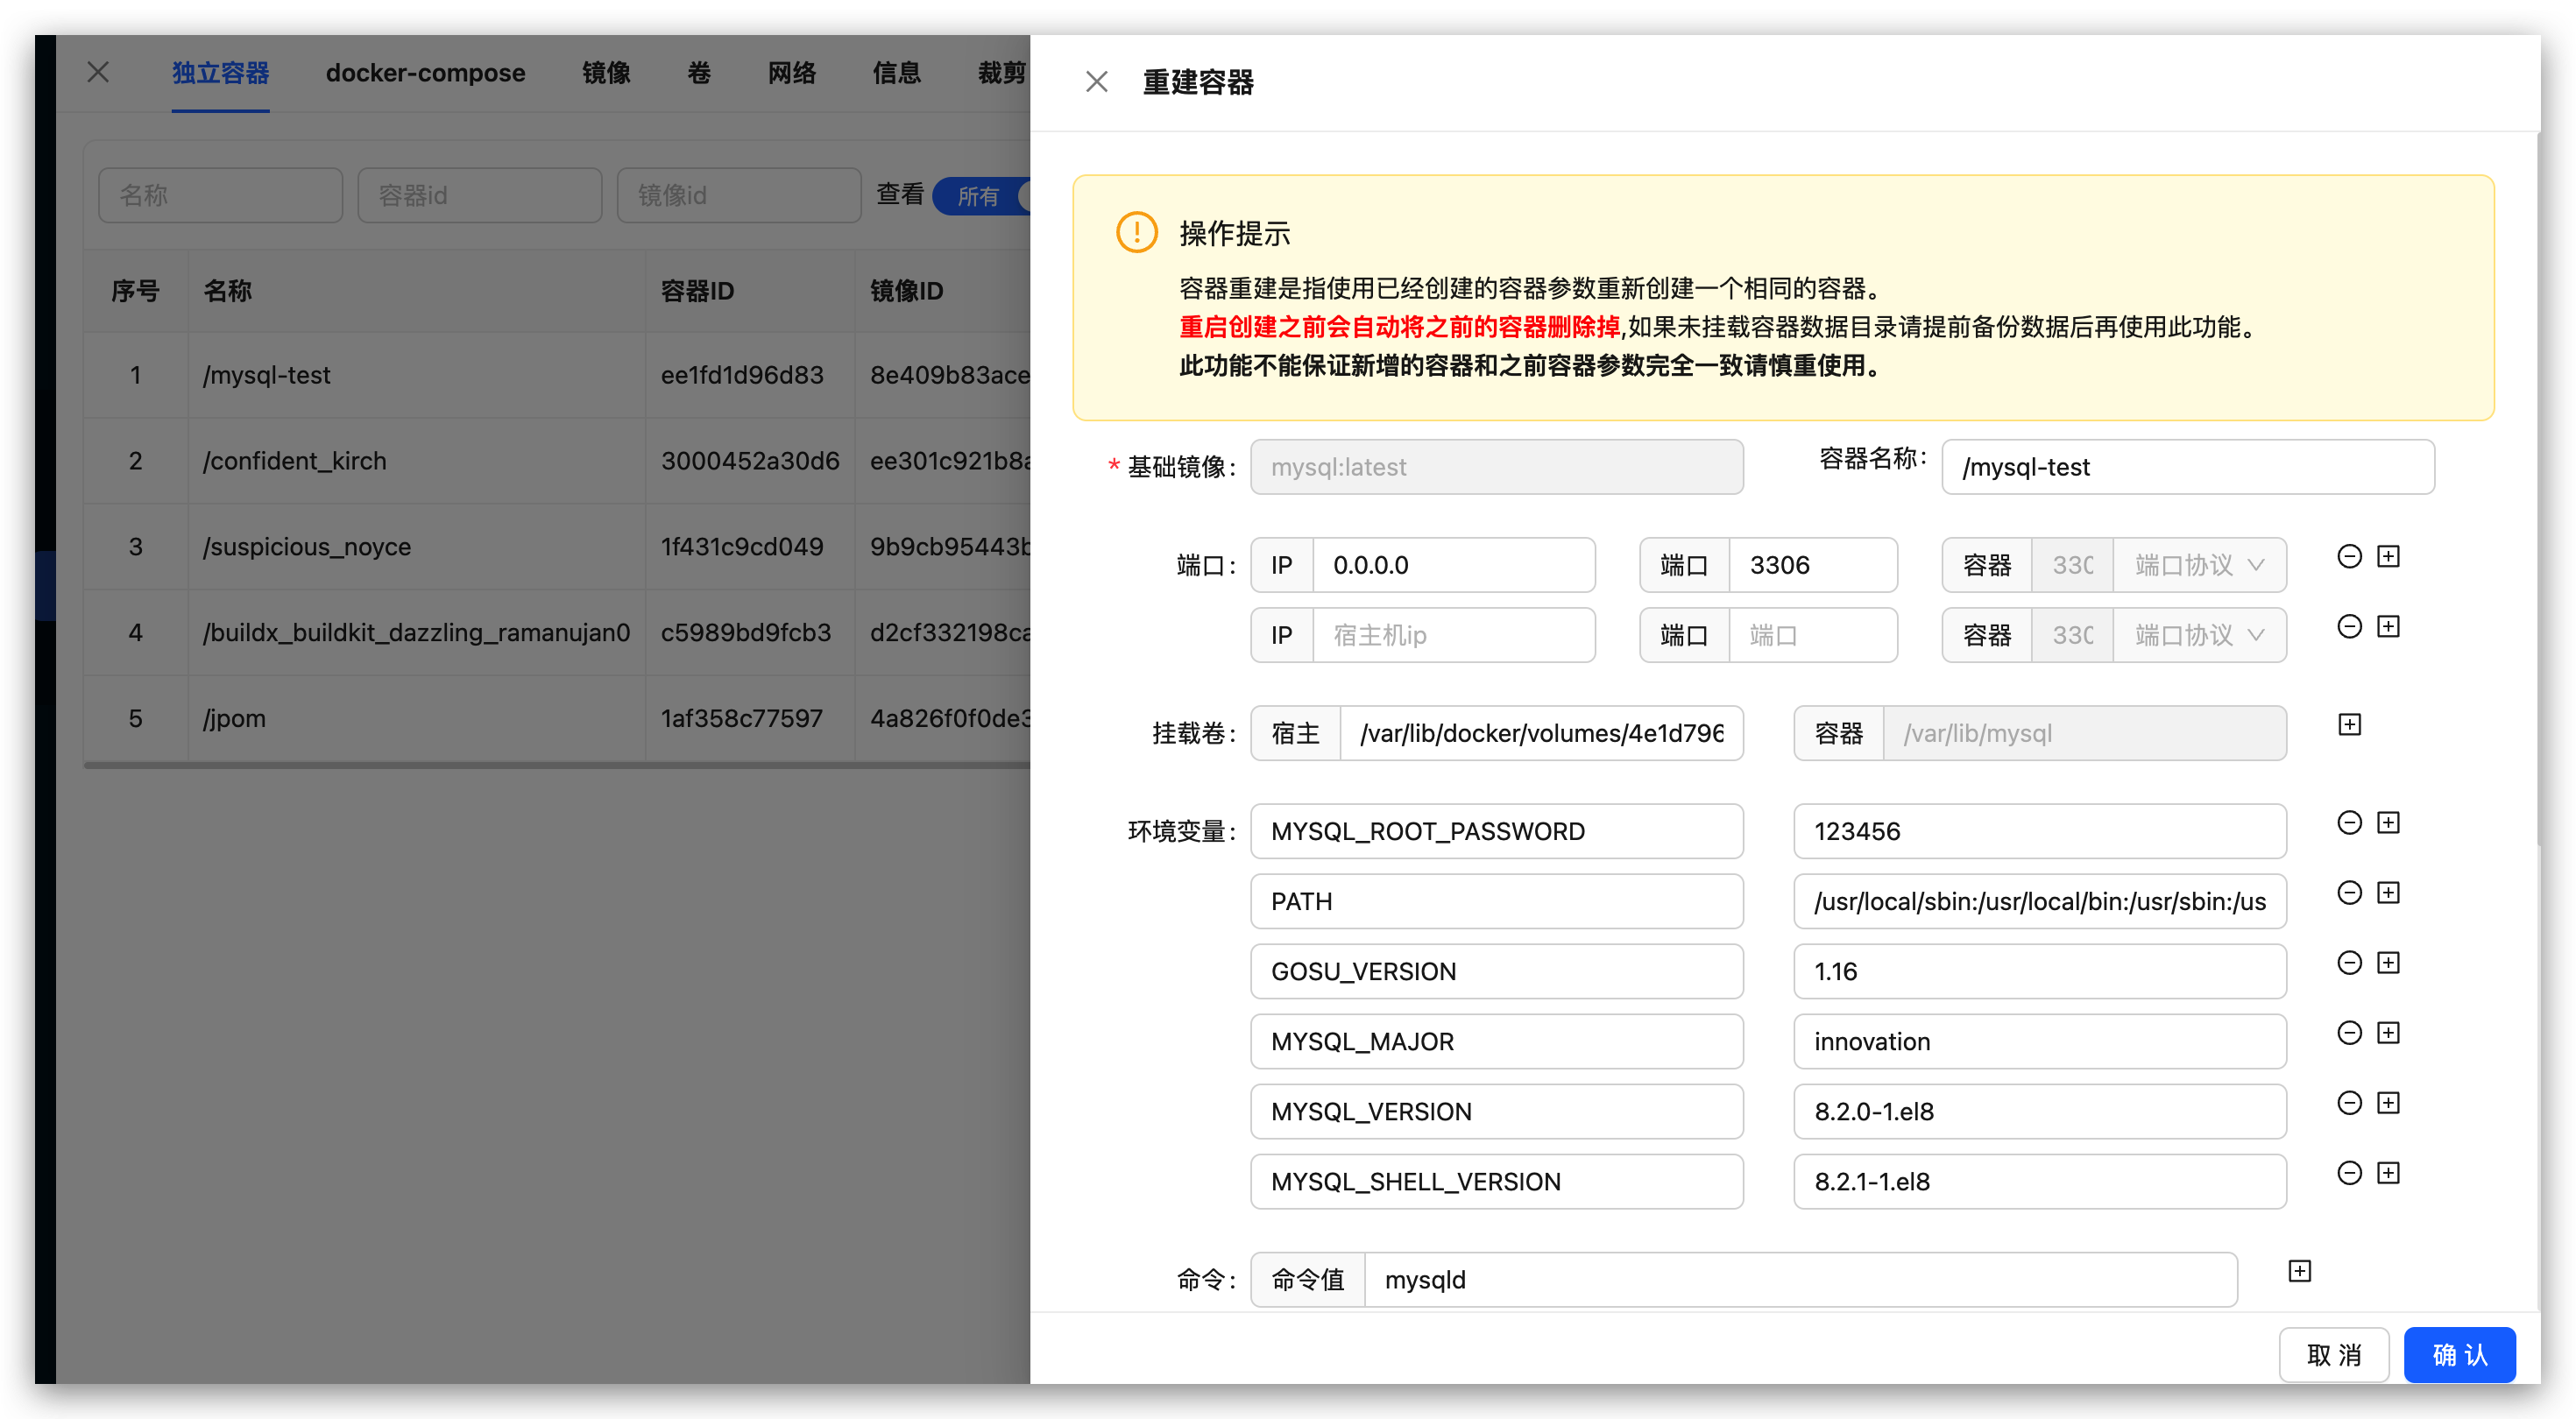 独立容器 docker-compose 镜像 卷 网络 信息 裁剪
名称 容器id 镜像id 查看 所有
序号 名称 容器ID 镜像ID
1 /mysql-test ee1fd1d96d83 8e409b83ace
2 /confident_kirch 3000452a30d6 ee301c921b8a
3 /suspicious_noyce 1f431c9cd049 9b9cb95443b
4 /buildx_buildkit_dazzling_ramanujan0 c5989bd9fcb3 d2cf332198ca
5 /jpom 1af358c77597 4a826f0f0de3
重建容器
操作提示
容器重建是指使用已经创建的容器参数重新创建一个相同的容器。
重启创建之前会自动将之前的容器删除掉,如果未挂载容器数据目录请提前备份数据后再使用此功能。
此功能不能保证新增的容器和之前容器参数完全一致请慎重使用。
* 基础镜像: mysql:latest 容器名称: /mysql-test
端口: IP 0.0.0.0 端口 3306 容器 330 端口协议
IP 宿主机ip 端口 端口 容器 330 端口协议
挂载卷: 宿主 /var/lib/docker/volumes/4e1d796 容器 /var/lib/mysql
环境变量: MYSQL_ROOT_PASSWORD 123456
PATH /usr/local/sbin:/usr/local/bin:/usr/sbin:/us
GOSU_VERSION 1.16
MYSQL_MAJOR innovation
MYSQL_VERSION 8.2.0-1.el8
MYSQL_SHELL_VERSION 8.2.1-1.el8
命令: 命令值 mysqld
取 消 确 认